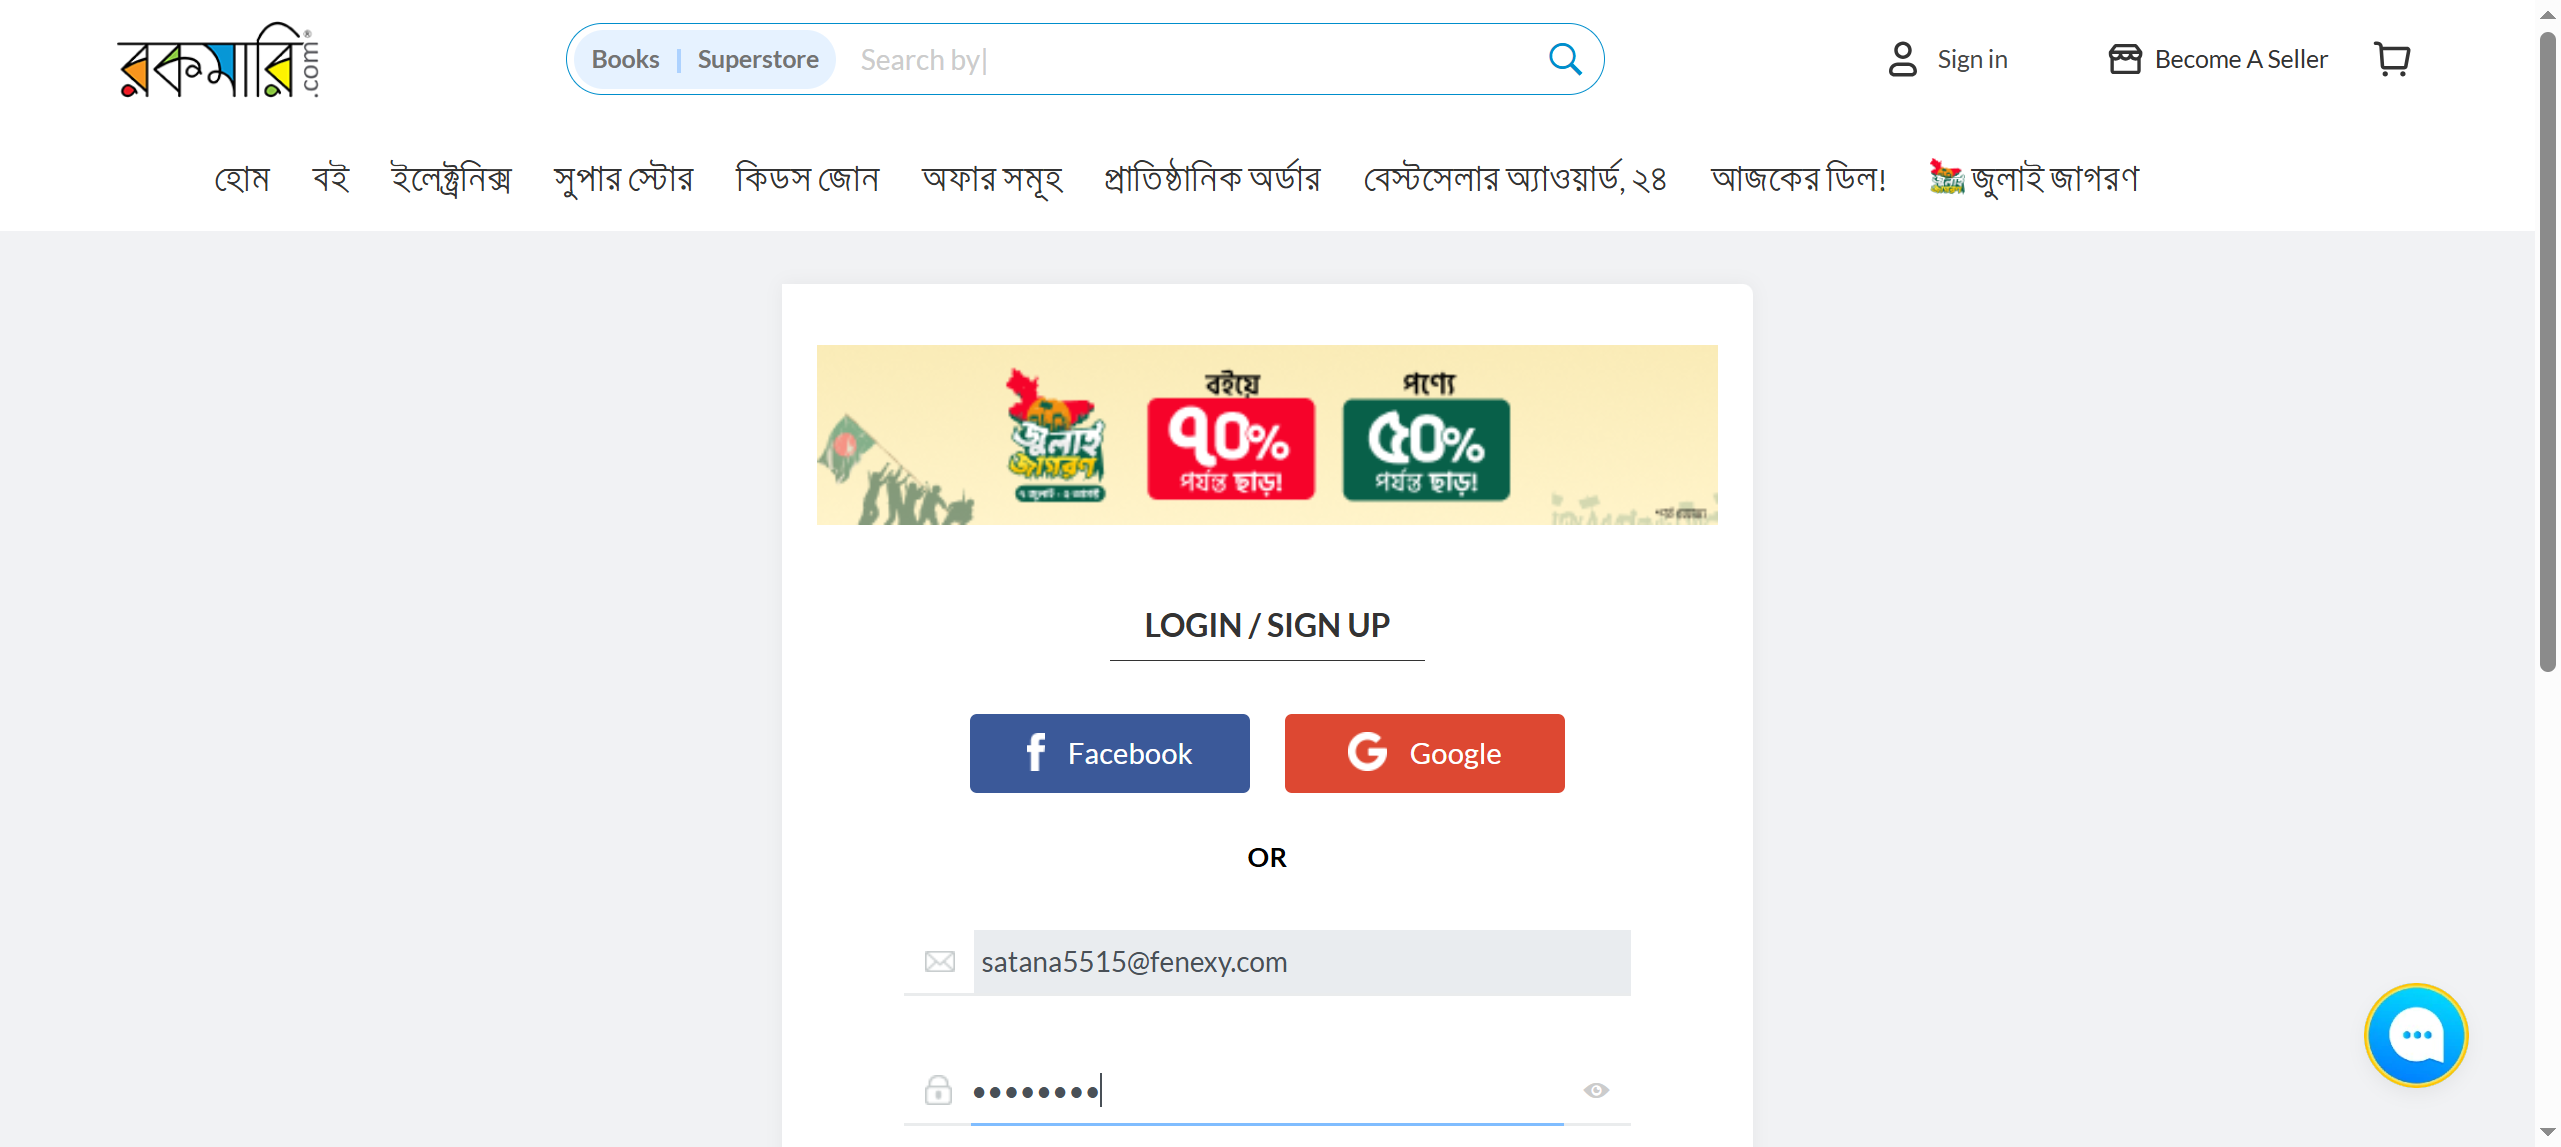 রকমারি.com
Books | Superstore Search by Sign in Become A Seller
হোম বই ইলেক্ট্রনিক্স সুপার স্টোর কিডস জোন অফার সমূহ প্রাতিষ্ঠানিক অর্ডার বেস্টসেলার অ্যাওয়ার্ড, ২৪ আজকের ডিল! জুলাই জাগরণ
জুলাই জাগরণ
বইয়ে
৭০%
পর্যন্ত ছাড়!
পণ্যে
৫০%
পর্যন্ত ছাড়!
LOGIN / SIGN UP
Facebook Google
OR
satana5515@fenexy.com